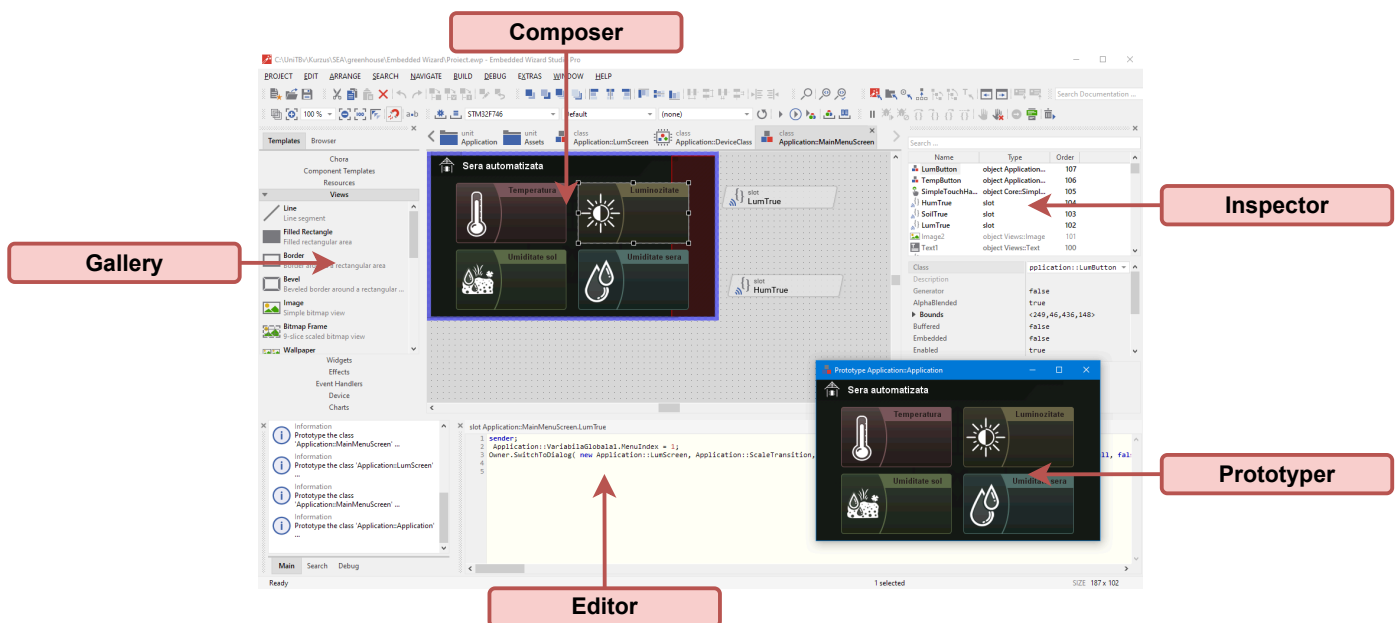 Composer
C:\UniTBv\Kurzus\SEA\greenhouse\Embedded Wizard\Project.ewp - Embedded Wizard Studio Pro
PROJECT EDIT ARRANGE SEARCH NAVIGATE BUILD DEBUG EXTRAS WINDOW HELP
Search Documentation ...
100 % a•b STM32F746 Default (none)
Templates Browser
unit Application
unit Assets
class Application::LumScreen
class Application::DeviceClass
class Application::MainMenuScreen
Search ...
Chora
Component Templates
Resources
Views
Line
Line segment
Filled Rectangle
Filled rectangular area
Border
Border around a rectangular area
Bevel
Beveled border around a rectangular ...
Image
Simple bitmap view
Bitmap Frame
9-slice scaled bitmap view
Wallpaper
Widgets
Effects
Event Handlers
Device
Charts
Gallery
Sera automatizata
Temperatura
Luminozitate
Umiditate sol
Umiditate sera
slot
LumTrue
slot
HumTrue
Name Type Order
LumButton object Application... 107
TempButton object Application... 106
SimpleTouchHa... object Core::Simpl... 105
HumTrue slot 104
SoilTrue slot 103
LumTrue slot 102
Image2 object Views::Image 101
Text1 object Views::Text 100
Inspector
Class pplication::LumButton
Description
Generator false
AlphaBlended true
Bounds <249,46,436,148>
Buffered false
Embedded false
Enabled true
Prototype Application::Application
Sera automatizata
Temperatura
Luminozitate
Umiditate sol
Umiditate sera
Prototyper
Information
Prototype the class
'Application::MainMenuScreen' ...
Information
Prototype the class 'Application::LumScreen'
...
Information
Prototype the class
'Application::MainMenuScreen' ...
Information
Prototype the class 'Application::Application'
...
Main Search Debug
slot Application::MainMenuScreen.LumTrue
1 sender;
2 Application::VariabilaGlobala1.MenuIndex = 1;
3 Owner.SwitchToDialog( new Application::LumScreen, Application::ScaleTransition,
4
5
Ready
1 selected
SIZE 187 x 102
Editor